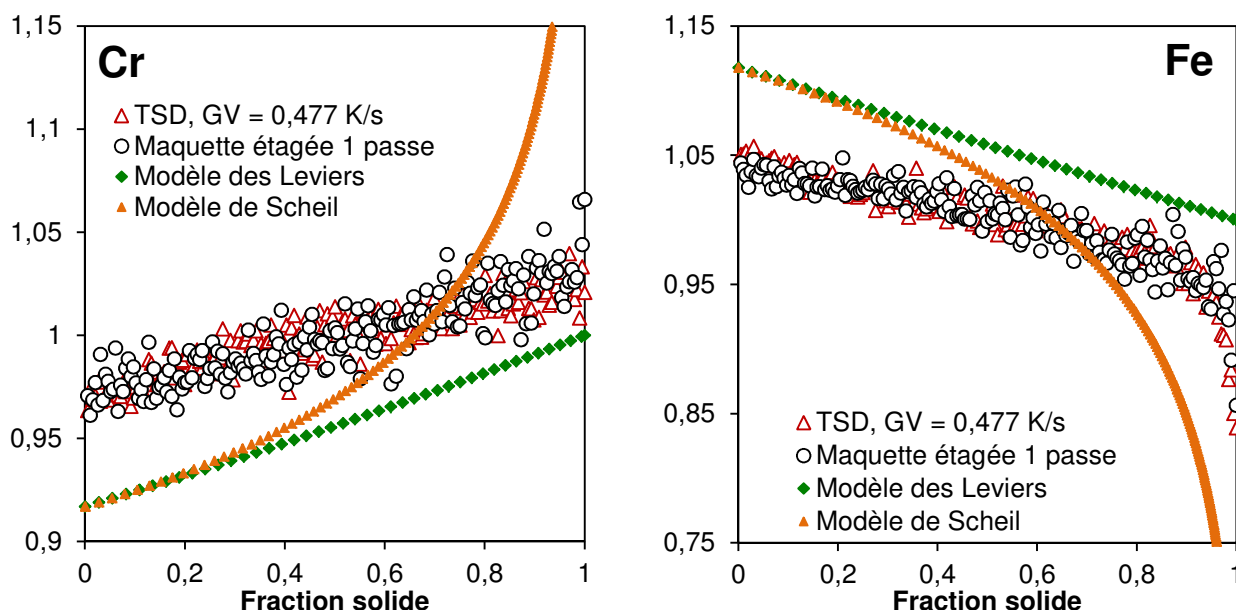 1,15
1,1
1,05
1
0,95
0,9
Cr
TSD, GV = 0,477 K/s
Maquette étagée 1 passe
Modèle des Leviers
Modèle de Scheil
0 0,2 0,4 0,6 0,8 1
Fraction solide
1,15
1,05
0,95
0,85
0,75
Fe
TSD, GV = 0,477 K/s
Maquette étagée 1 passe
Modèle des Leviers
Modèle de Scheil
0 0,2 0,4 0,6 0,8 1
Fraction solide